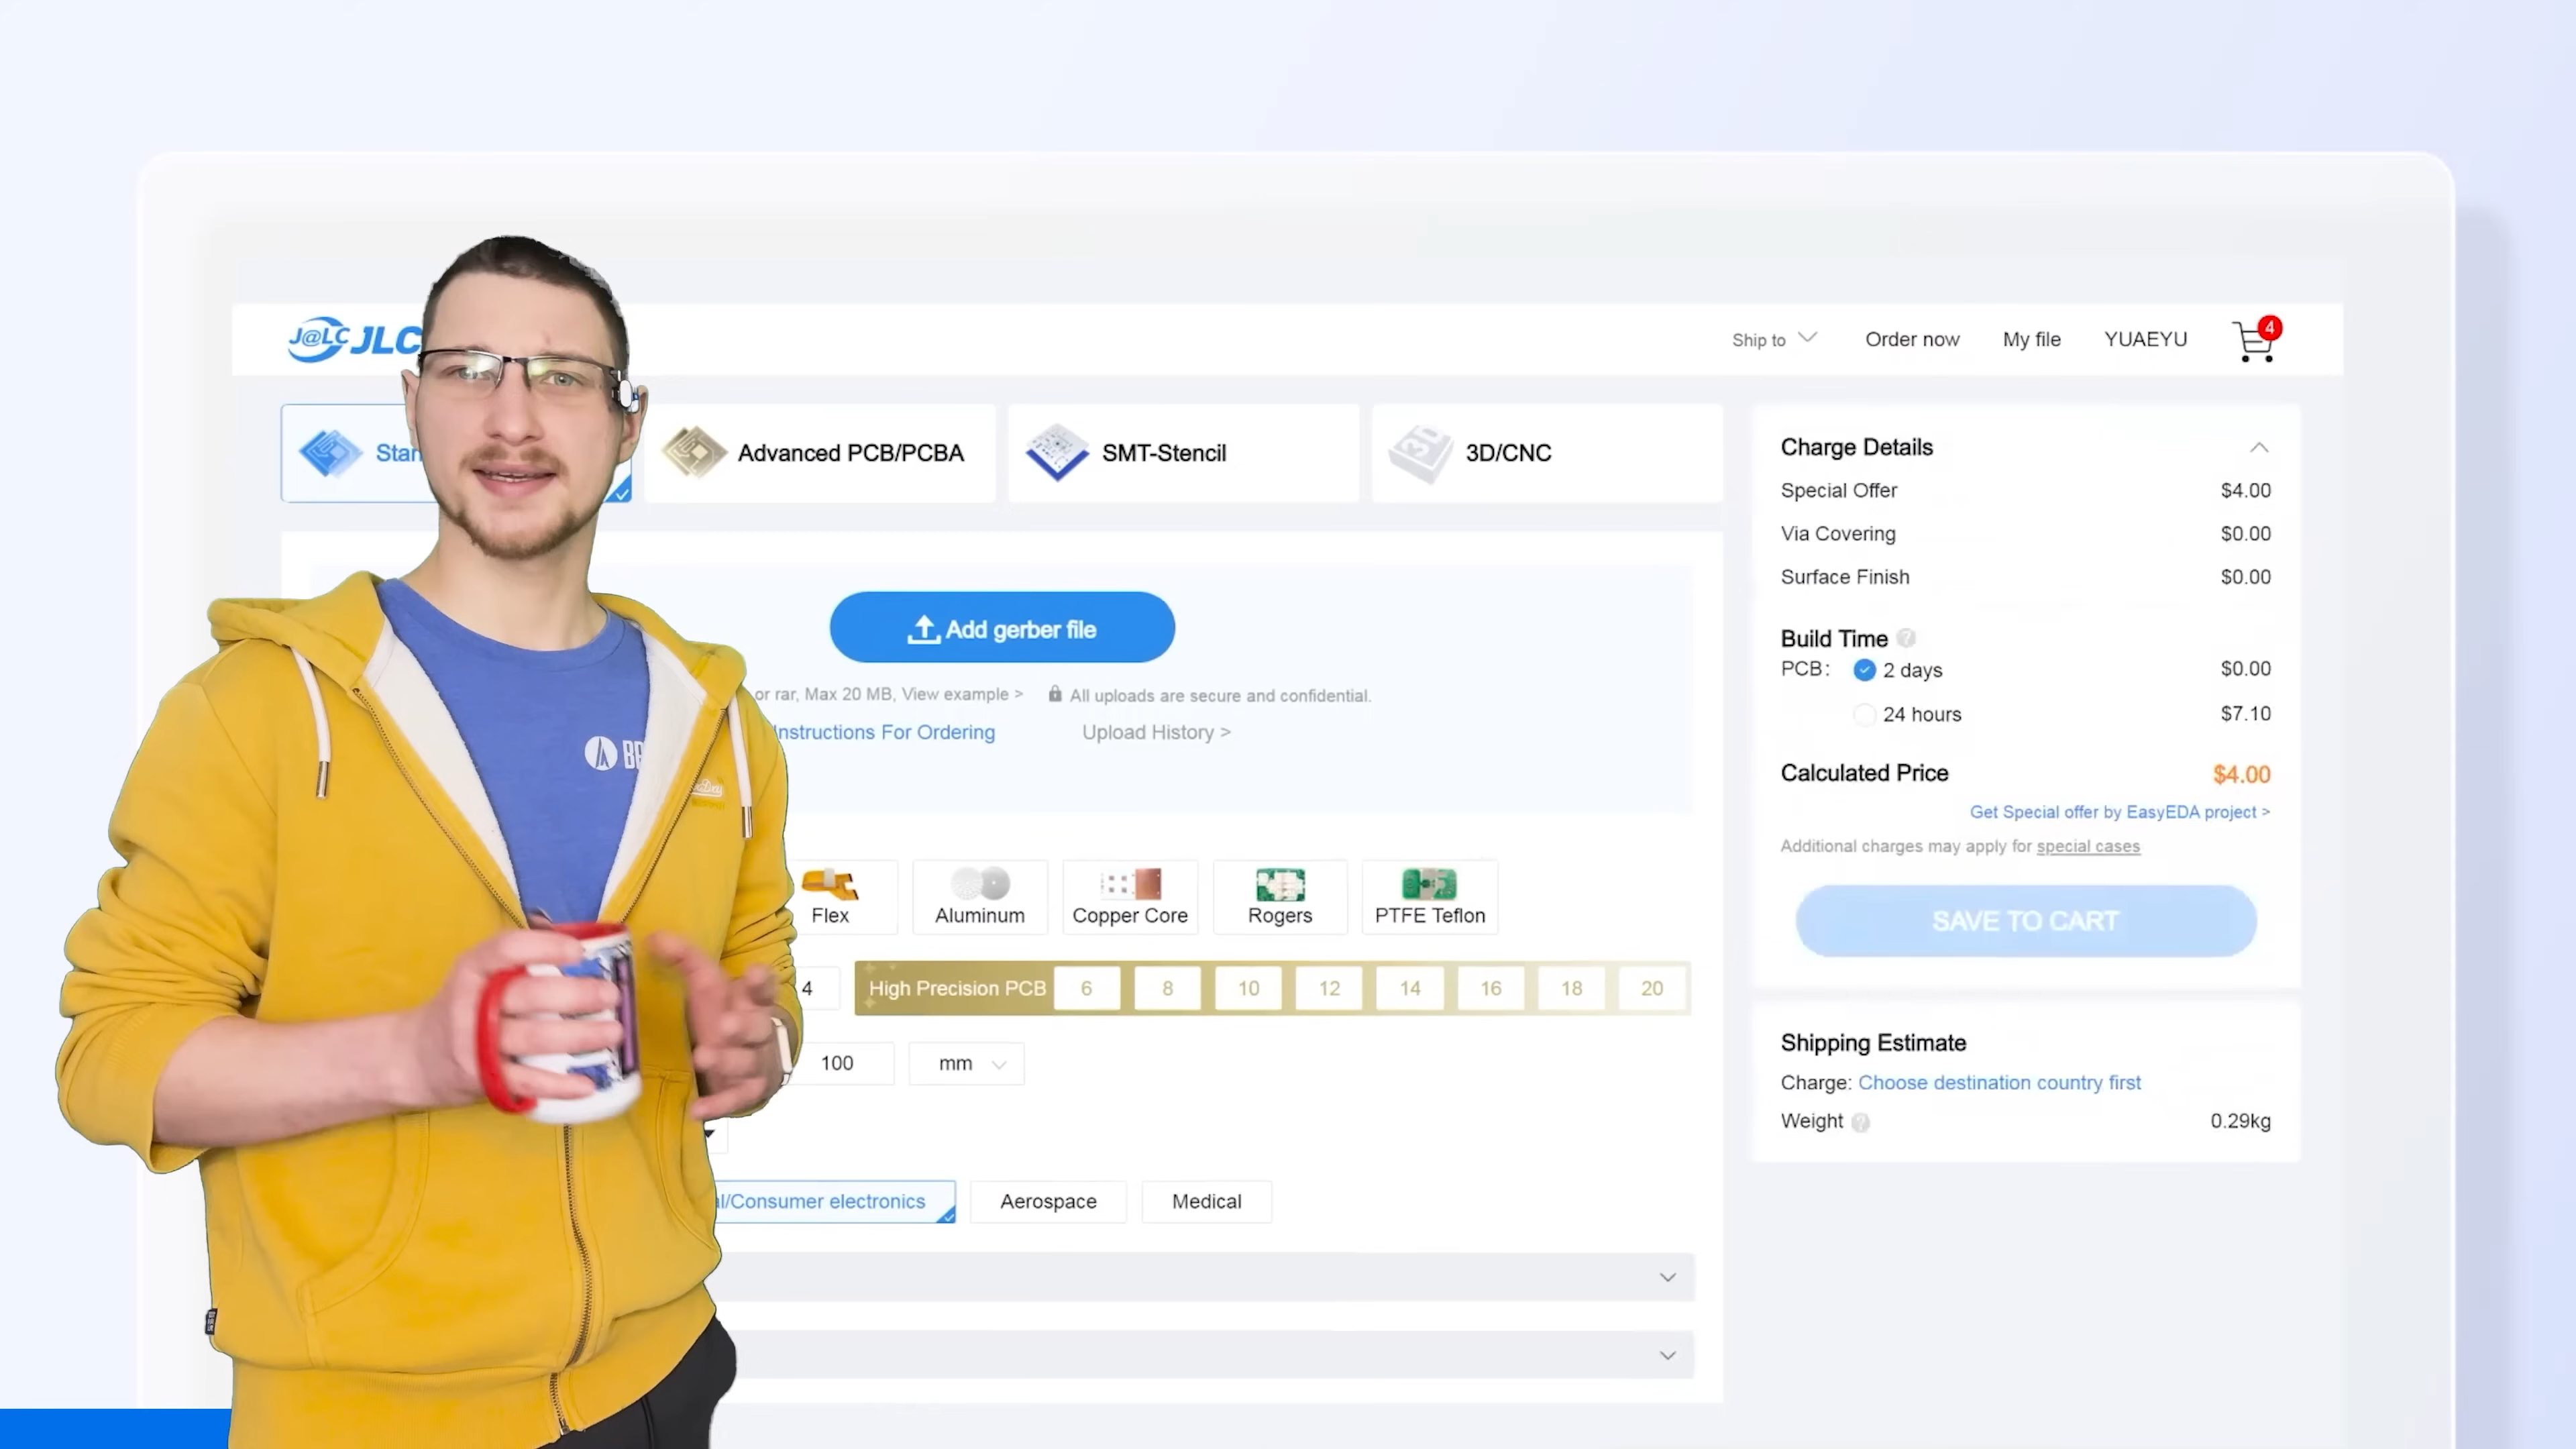 J@LC JLC
Ship to
Order now
My file
YUAEYU
4
Advanced PCB/PCBA
SMT-Stencil
3D/CNC
Add gerber file
or rar, Max 20 MB, View example >
All uploads are secure and confidential.
Instructions For Ordering
Upload History >
Flex
Aluminum
Copper Core
Rogers
PTFE Teflon
4
High Precision PCB
6
8
10
12
14
16
18
20
100
mm
/Consumer electronics
Aerospace
Medical
Charge Details
Special Offer $4.00
Via Covering $0.00
Surface Finish $0.00
Build Time ?
PCB: 2 days $0.00
24 hours $7.10
Calculated Price $4.00
Get Special offer by EasyEDA project >
Additional charges may apply for special cases
SAVE TO CART
Shipping Estimate
Charge: Choose destination country first
Weight ? 0.29kg